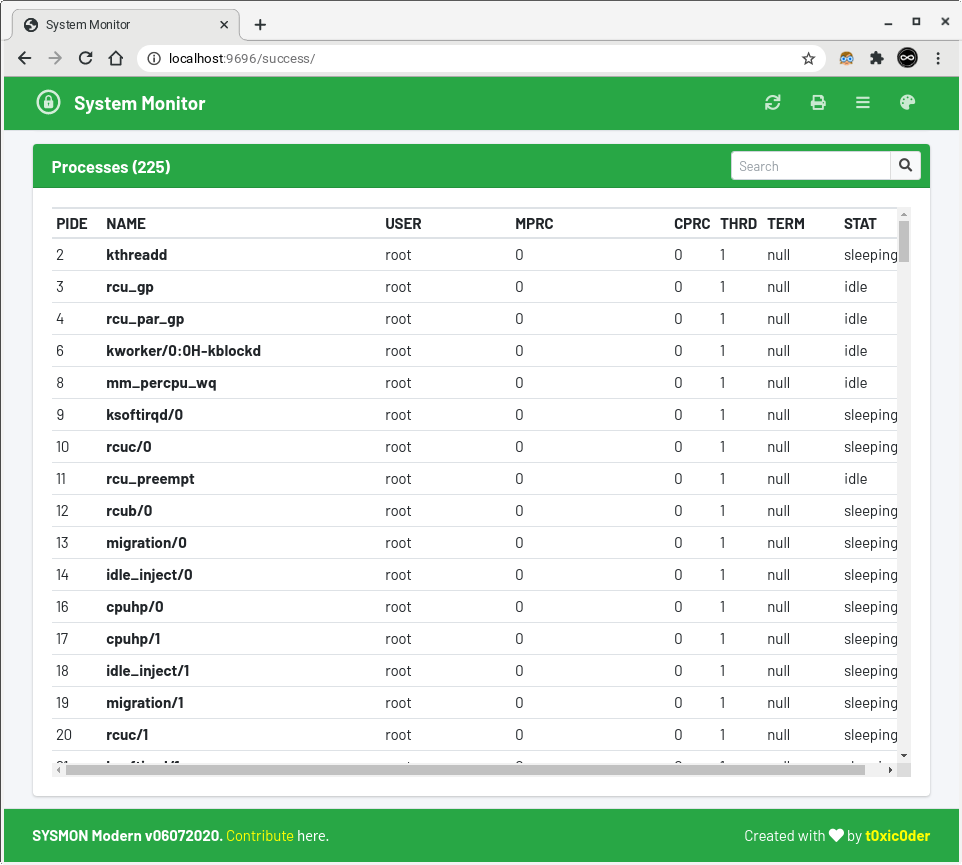 System Monitor
localhost:9696/success/
System Monitor
Processes (225) Search
PIDE NAME USER MPRC CPRC THRD TERM STAT
2 kthreadd root 0 0 1 null sleeping
3 rcu_gp root 0 0 1 null idle
4 rcu_par_gp root 0 0 1 null idle
6 kworker/0:0H-kblockd root 0 0 1 null idle
8 mm_percpu_wq root 0 0 1 null idle
9 ksoftirqd/0 root 0 0 1 null sleeping
10 rcuc/0 root 0 0 1 null sleeping
11 rcu_preempt root 0 0 1 null idle
12 rcub/0 root 0 0 1 null sleeping
13 migration/0 root 0 0 1 null sleeping
14 idle_inject/0 root 0 0 1 null sleeping
16 cpuhp/0 root 0 0 1 null sleeping
17 cpuhp/1 root 0 0 1 null sleeping
18 idle_inject/1 root 0 0 1 null sleeping
19 migration/1 root 0 0 1 null sleeping
20 rcuc/1 root 0 0 1 null sleeping
SYSMON Modern v06072020. Contribute here. Created with ♥ by t0xic0der